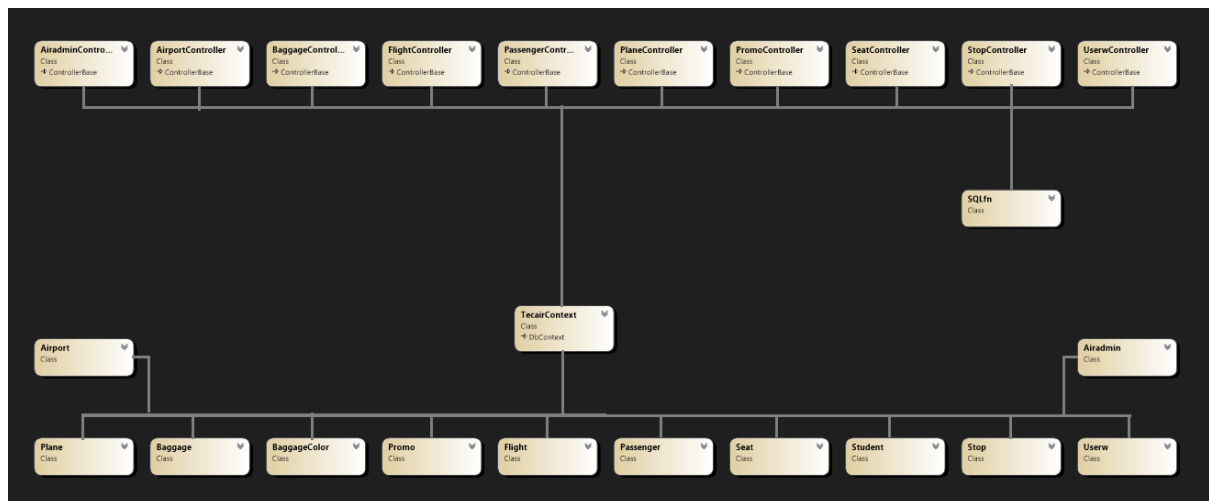 AiradminContro...
Class
ControllerBase
AirportController
Class
ControllerBase
BaggageControl...
Class
ControllerBase
FlightController
Class
ControllerBase
PassengerContr...
Class
ControllerBase
PlaneController
Class
ControllerBase
PromoController
Class
ControllerBase
SeatController
Class
ControllerBase
StopController
Class
ControllerBase
UserwController
Class
ControllerBase
SQLfn
Class
TecairContext
Class
DbContext
Airport
Class
Airadmin
Class
Plane
Class
Baggage
Class
BaggageColor
Class
Promo
Class
Flight
Class
Passenger
Class
Seat
Class
Student
Class
Stop
Class
Userw
Class